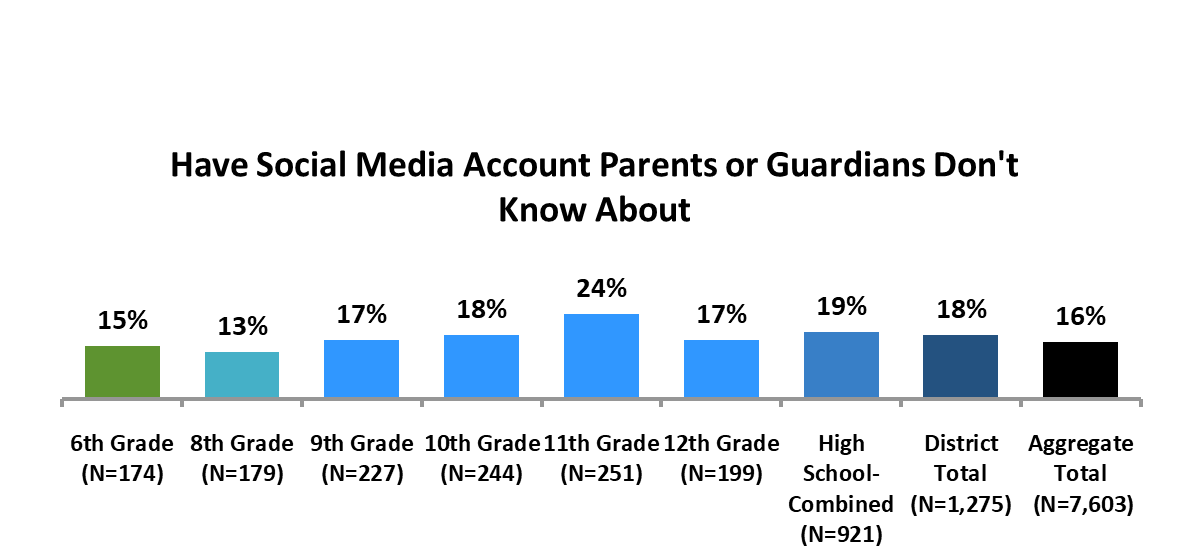 Have Social Media Account Parents or Guardians Don't
Know About
15%
13%
17%
18%
24%
17%
19%
18%
16%
6th Grade
(N=174)
8th Grade
(N=179)
9th Grade
(N=227)
10th Grade
(N=244)
11th Grade
(N=251)
12th Grade
(N=199)
High
School-
Combined
(N=921)
District
Total
(N=1,275)
Aggregate
Total
(N=7,603)